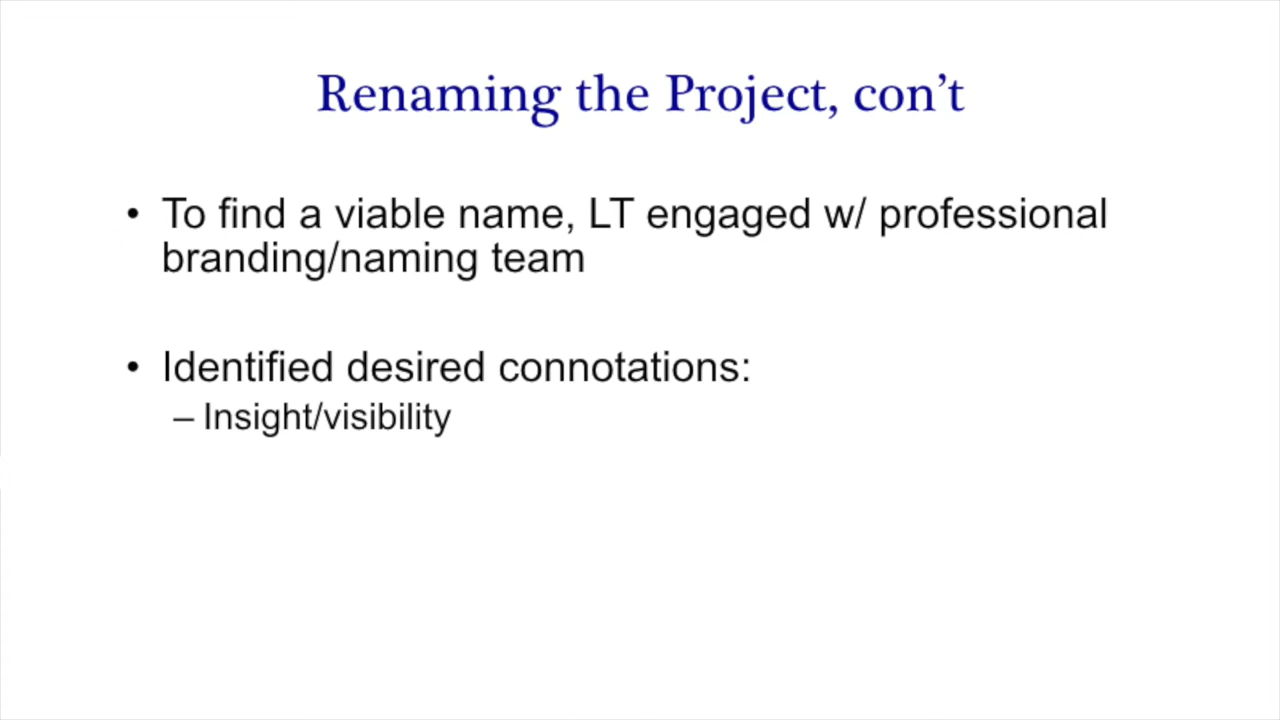 Renaming the Project, con’t
• To find a viable name, LT engaged w/ professional
branding/naming team
• Identified desired connotations:
– Insight/visibility